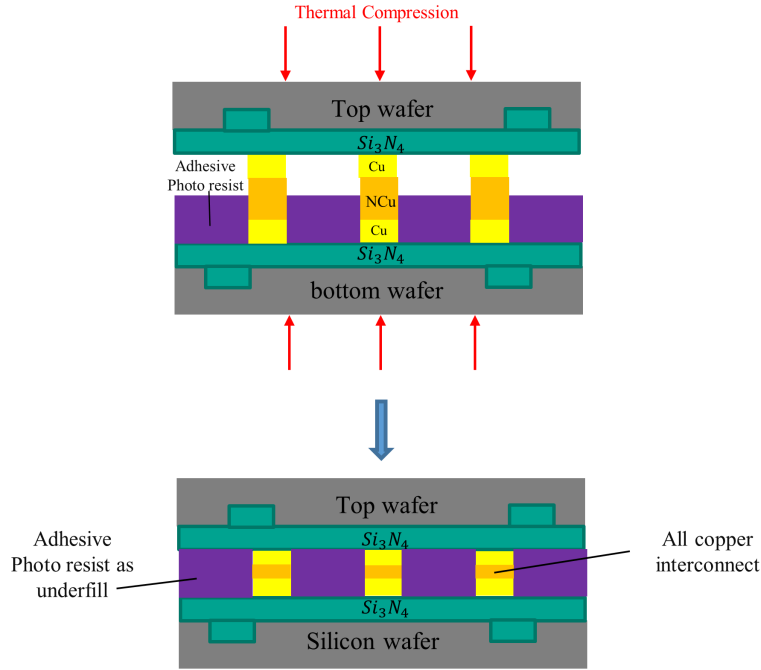 Thermal Compression
Top wafer
Si₃N₄
Adhesive
Photo resist
Cu
NCu
Cu
Si₃N₄
bottom wafer
Top wafer
Si₃N₄
Adhesive
Photo resist as
underfill
All copper
interconnect
Si₃N₄
Silicon wafer